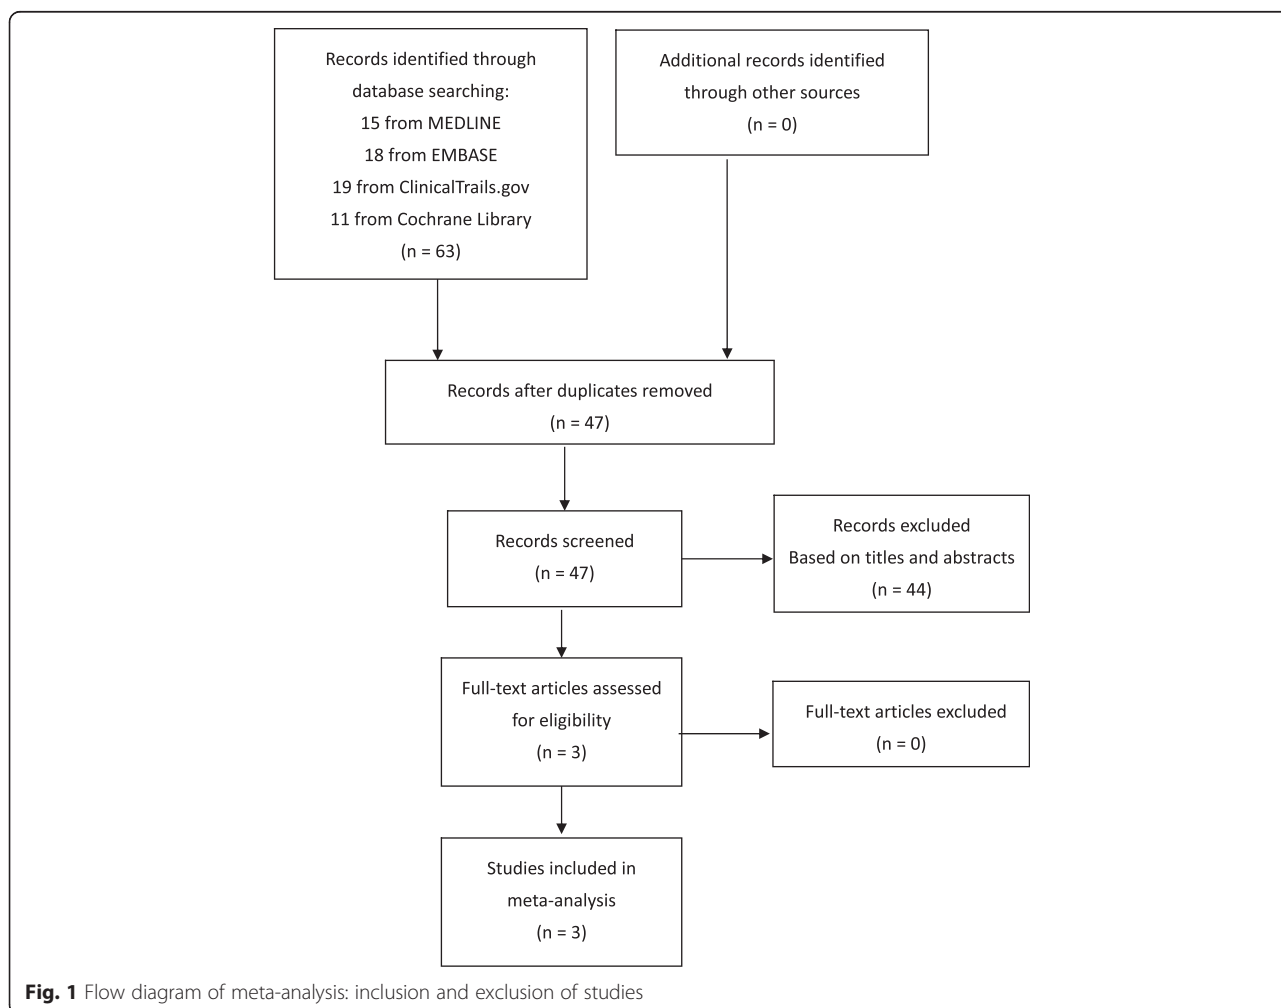 Records identified through
database searching:
15 from MEDLINE
18 from EMBASE
19 from ClinicalTrails.gov
11 from Cochrane Library
(n = 63)
Additional records identified
through other sources
(n = 0)
Records after duplicates removed
(n = 47)
Records screened
(n = 47)
Records excluded
Based on titles and abstracts
(n = 44)
Full-text articles assessed
for eligibility
(n = 3)
Full-text articles excluded
(n = 0)
Studies included in
meta-analysis
(n = 3)
Fig. 1 Flow diagram of meta-analysis: inclusion and exclusion of studies